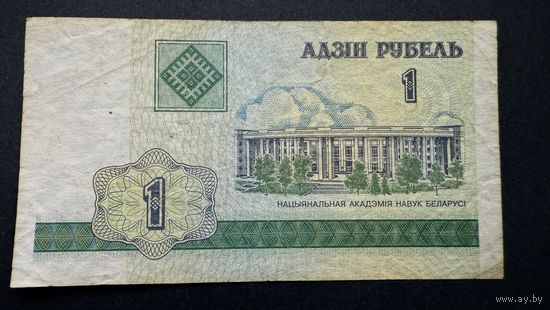 АДЗІН РУБЕЛЬ
1
НАЦЫЯНАЛЬНАЯ АКАДЭМІЯ НАВУК БЕЛАРУСІ
1
www.ay.by